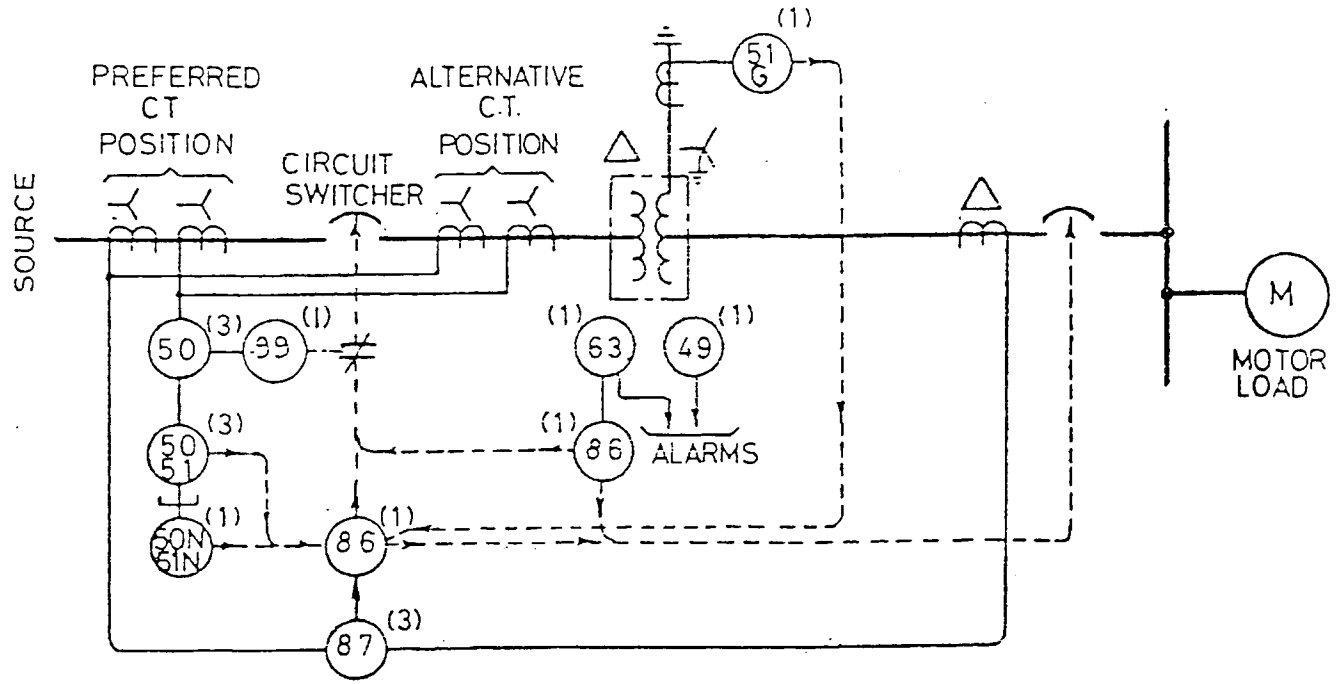 (1)
51
G
PREFERRED
CT
POSITION
ALTERNATIVE
C.T.
POSITION
CIRCUIT
SWITCHER
SOURCE
M
MOTOR
LOAD
(3)
(1)
50
99
(1)
(1)
63
49
(3)
50
51
(1)
86
ALARMS
(1)
50N
51N
(1)
86
(3)
87